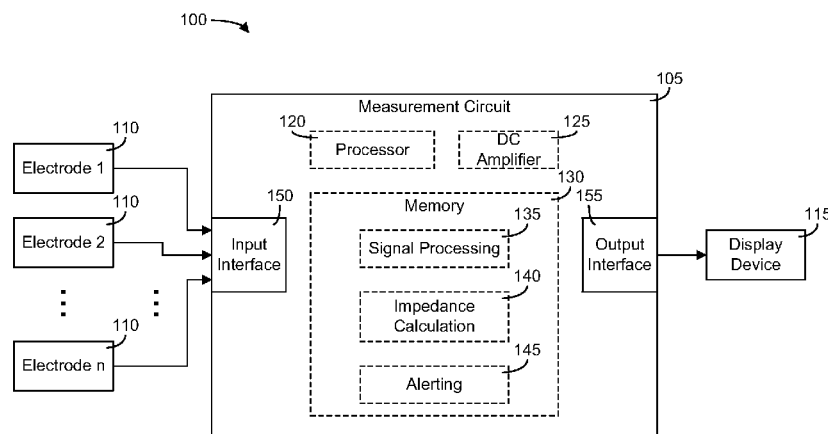 100
105
Measurement Circuit
110
120
125
Processor
DC
Amplifier
Electrode 1
130
110
150
Memory
155
135
115
Electrode 2
Input
Interface
Signal Processing
Output
Interface
Display
Device
140
Impedance
Calculation
110
145
Electrode n
Alerting